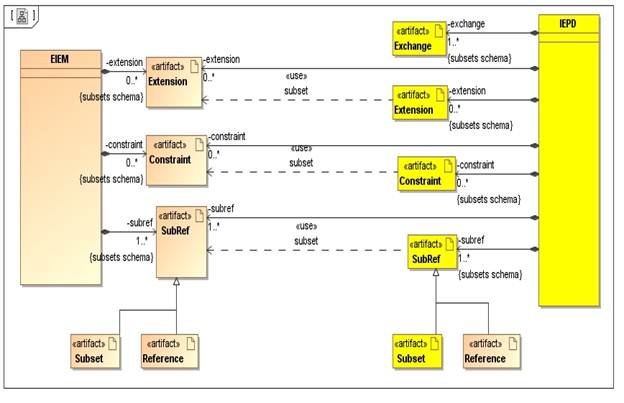 EIEM
-extension
0..*
{subsets schema}
«artifact»
Extension
-extension
0..*
«use»
subset
«artifact»
Exchange
-exchange
1..*
{subsets schema}
IEPD
«artifact»
Extension
-extension
0..*
{subsets schema}
-constraint
0..*
{subsets schema}
«artifact»
Constraint
-constraint
0..*
«use»
subset
«artifact»
Constraint
-constraint
0..*
{subsets schema}
-subref
1..*
{subsets schema}
«artifact»
SubRef
-subref
1..*
«use»
subset
«artifact»
SubRef
-subref
1..*
{subsets schema}
«artifact»
Subset
«artifact»
Reference
«artifact»
Subset
«artifact»
Reference